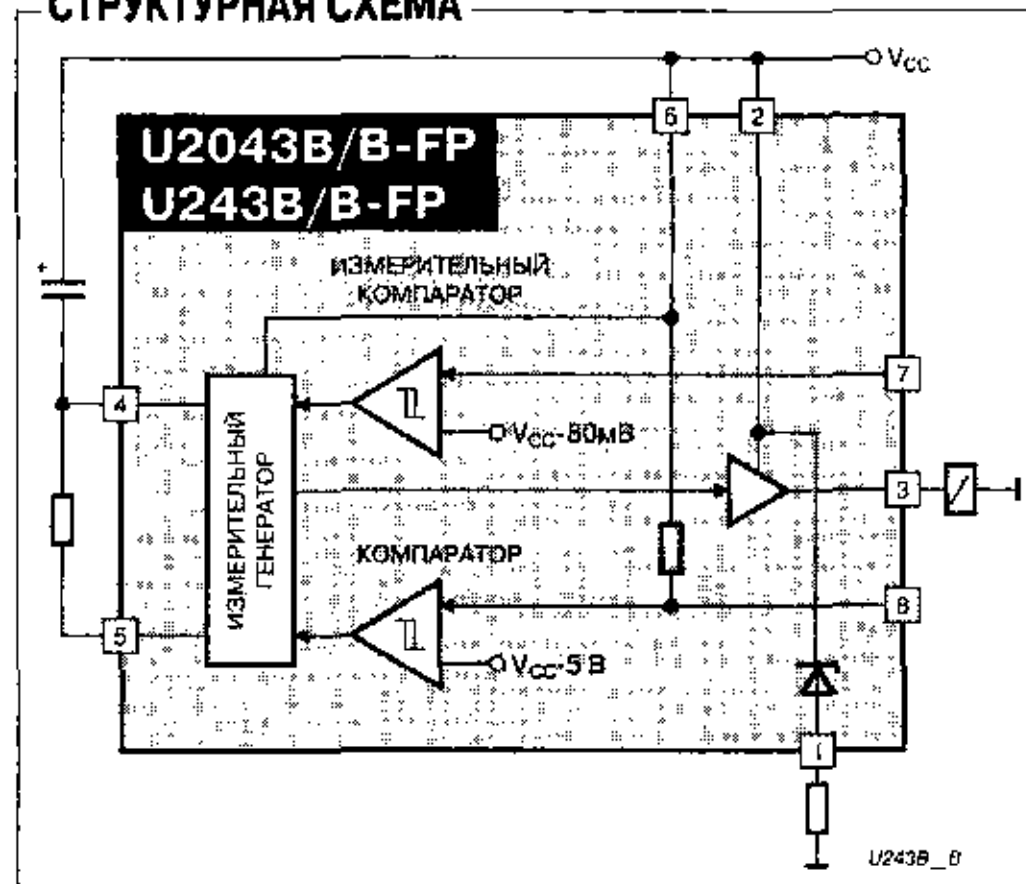 СТРУКТУРНАЯ СХЕМА
VCC
6
2
U2043B/B-FP
U243B/B-FP
+
ИЗМЕРИТЕЛЬНЫЙ
КОМПАРАТОР
7
4
VCC-80мВ
ИЗМЕРИТЕЛЬНЫЙ
ГЕНЕРАТОР
3
КОМПАРАТОР
8
5
VCC-5 В
1
U243B_B